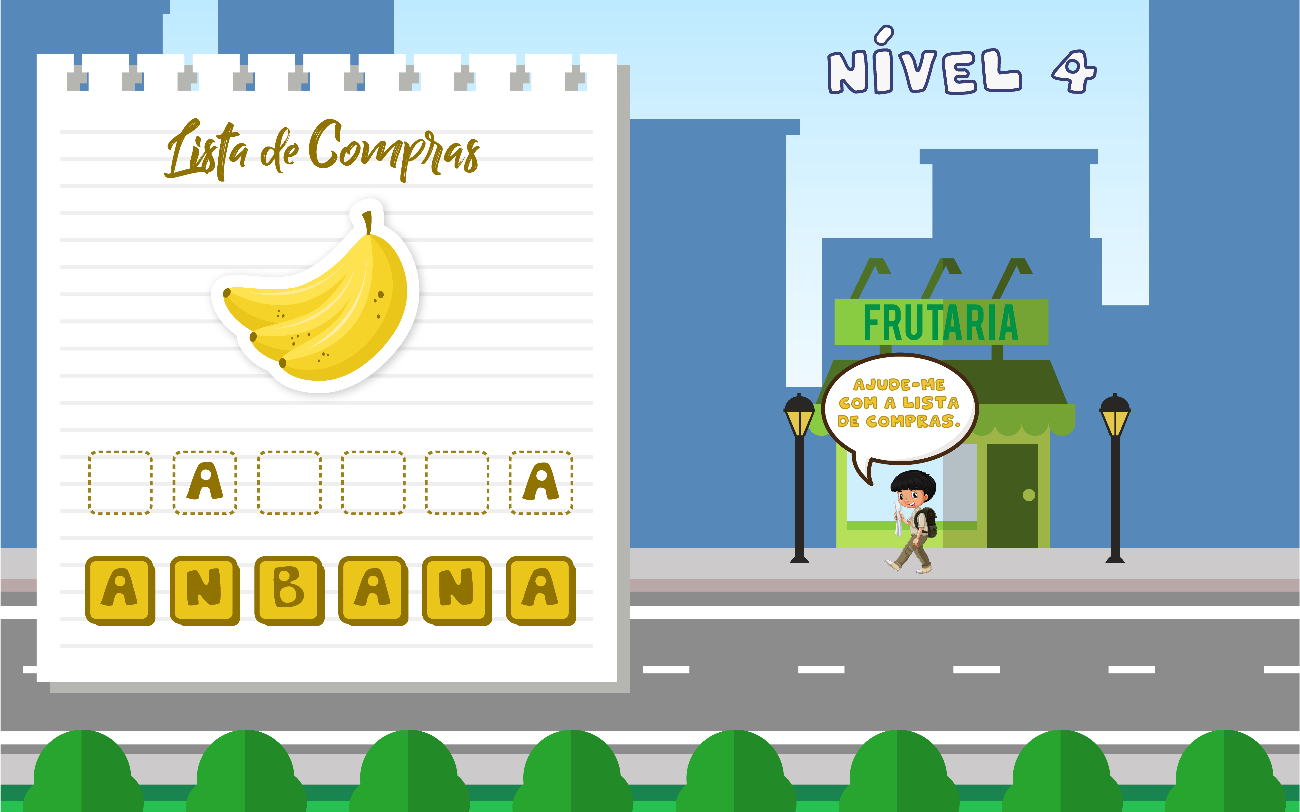 NÍVEL 4
Lista de Compras
A A
A N B A N A
FRUTARIA
AJUDE-ME
COM A LISTA
DE COMPRAS.